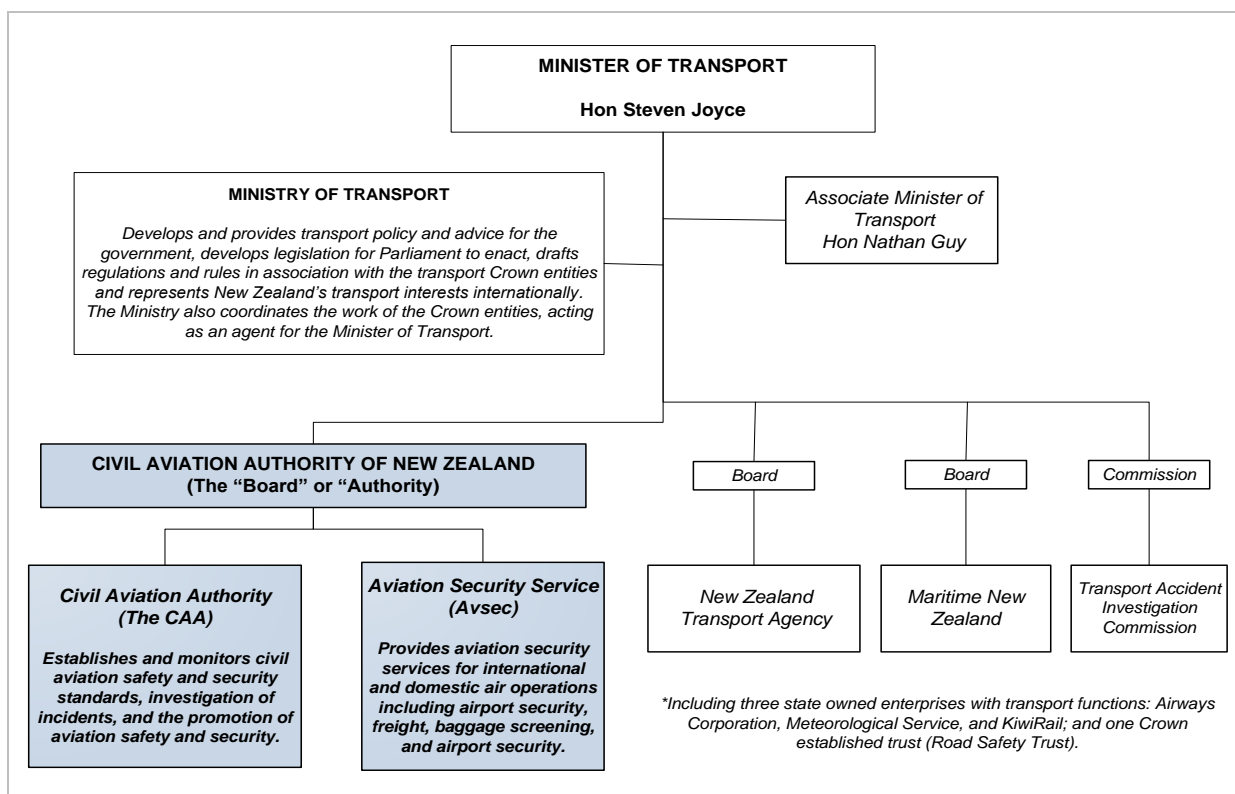 MINISTER OF TRANSPORT
Hon Steven Joyce
MINISTRY OF TRANSPORT
Develops and provides transport policy and advice for the
government, develops legislation for Parliament to enact, drafts
regulations and rules in association with the transport Crown entities
and represents New Zealand’s transport interests internationally.
The Ministry also coordinates the work of the Crown entities, acting
as an agent for the Minister of Transport.
Associate Minister of
Transport
Hon Nathan Guy
CIVIL AVIATION AUTHORITY OF NEW ZEALAND
(The “Board” or “Authority)
Board
Board
Commission
Civil Aviation Authority
(The CAA)
Establishes and monitors civil
aviation safety and security
standards, investigation of
incidents, and the promotion of
aviation safety and security.
Aviation Security Service
(Avsec)
Provides aviation security
services for international
and domestic air operations
including airport security,
freight, baggage screening,
and airport security.
New Zealand
Transport Agency
Maritime New
Zealand
Transport Accident
Investigation
Commission
*Including three state owned enterprises with transport functions: Airways
Corporation, Meteorological Service, and KiwiRail; and one Crown
established trust (Road Safety Trust).